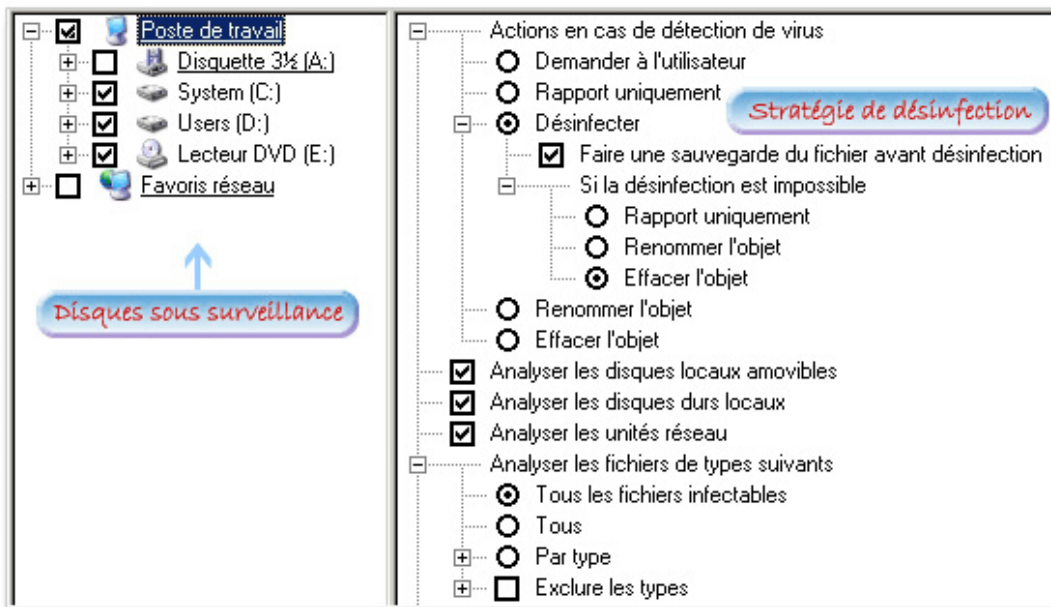 Poste de travail
Disquette 3½ (A:)
System (C:)
Users (D:)
Lecteur DVD (E:)
Favoris réseau
Disques sous surveillance
Actions en cas de détection de virus
Demander à l'utilisateur
Rapport uniquement
Stratégie de désinfection
Désinfecter
Faire une sauvegarde du fichier avant désinfection
Si la désinfection est impossible
Rapport uniquement
Renommer l'objet
Effacer l'objet
Renommer l'objet
Effacer l'objet
Analyser les disques locaux amovibles
Analyser les disques durs locaux
Analyser les unités réseau
Analyser les fichiers de types suivants
Tous les fichiers infectables
Tous
Par type
Exclure les types